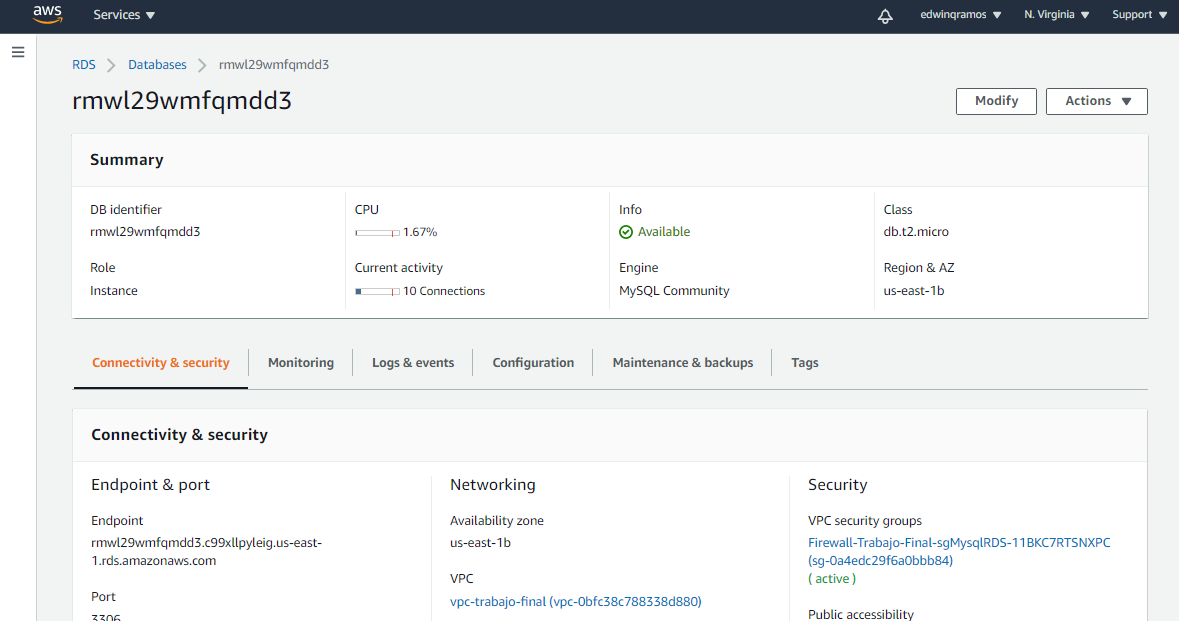 aws Services edwinqramos N. Virginia Support
RDS Databases rmwl29wmfqmdd3
rmwl29wmfqmdd3
Modify Actions
Summary
DB identifier
rmwl29wmfqmdd3
Role
Instance
CPU
1.67%
Current activity
10 Connections
Info
Available
Engine
MySQL Community
Class
db.t2.micro
Region & AZ
us-east-1b
Connectivity & security Monitoring Logs & events Configuration Maintenance & backups Tags
Connectivity & security
Endpoint & port
Endpoint
rmwl29wmfqmdd3.c99xllpyleig.us-east-
1.rds.amazonaws.com
Port
3306
Networking
Availability zone
us-east-1b
VPC
vpc-trabajo-final (vpc-0bfc38c788338d880)
Security
VPC security groups
Firewall-Trabajo-Final-sgMysqlRDS-11BKC7RTSNXPC
(sg-0a4edc29f6a0bbb84)
( active )
Public accessibility